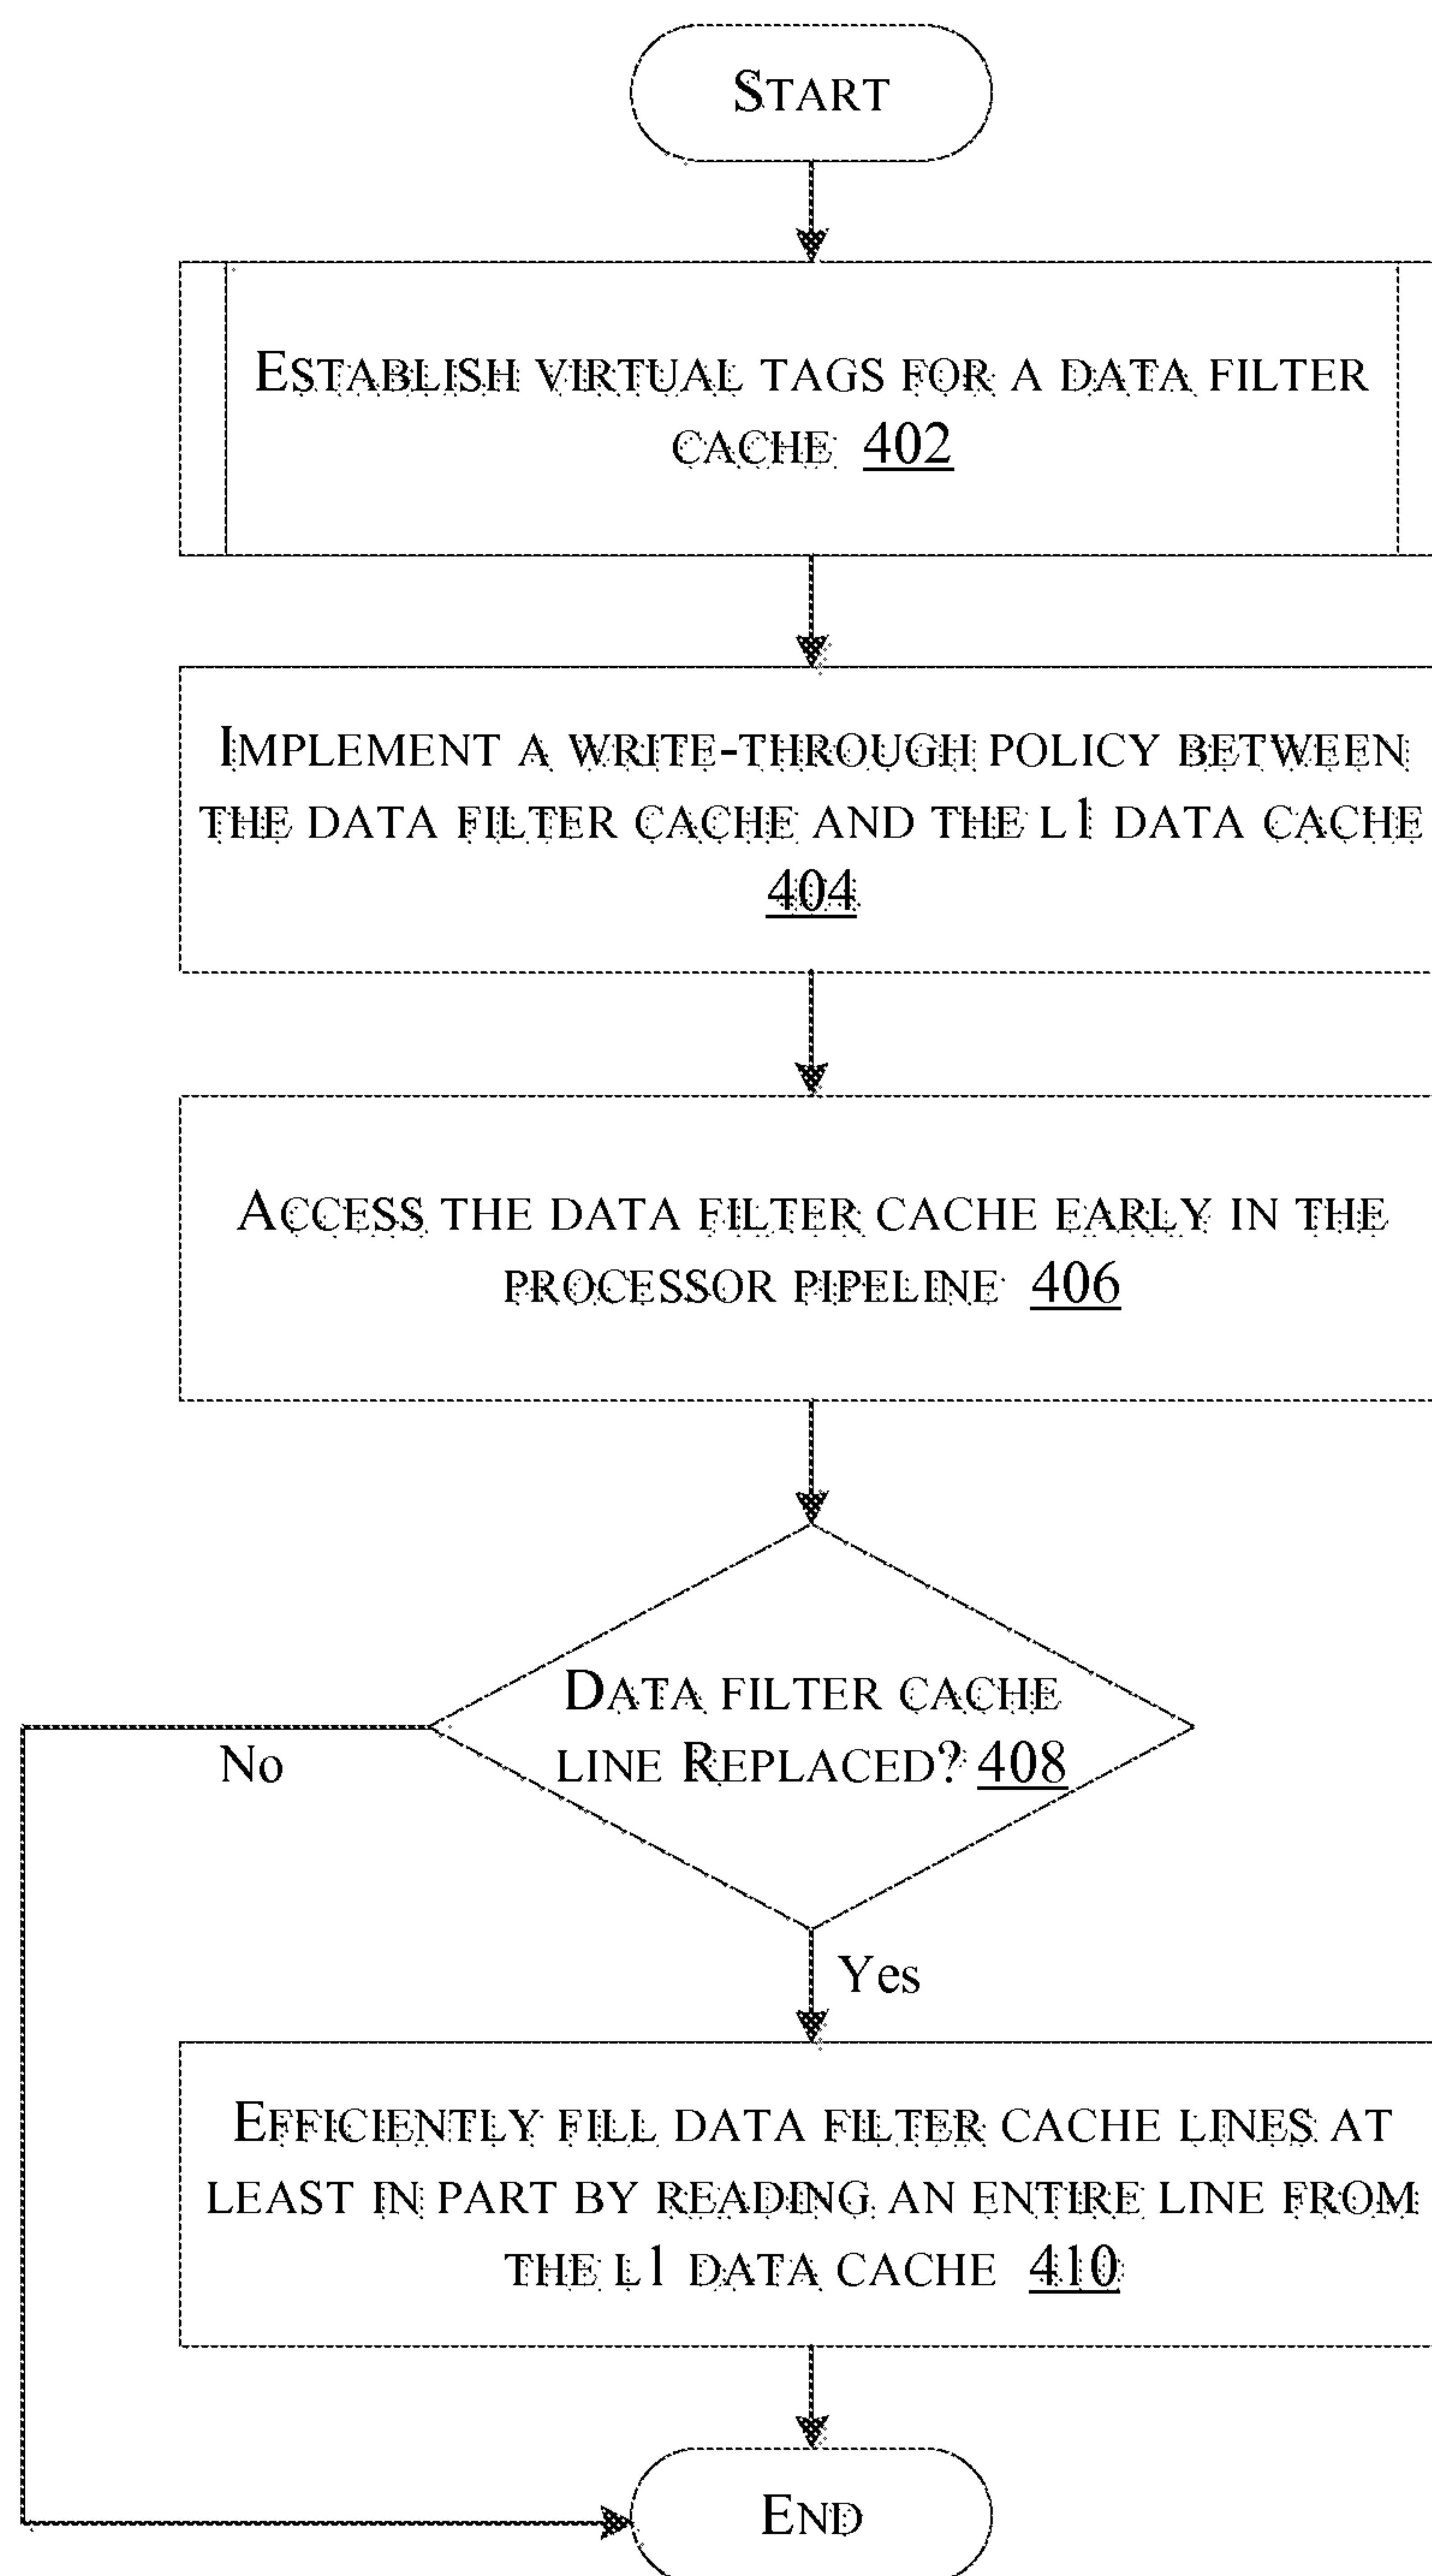 START
ESTABLISH VIRTUAL TAGS FOR A DATA FILTER
CACHE 402
IMPLEMENT A WRITE-THROUGH POLICY BETWEEN
THE DATA FILTER CACHE AND THE L1 DATA CACHE
404
ACCESS THE DATA FILTER CACHE EARLY IN THE
PROCESSOR PIPELINE 406
DATA FILTER CACHE
LINE REPLACED? 408
No
Yes
EFFICIENTLY FILL DATA FILTER CACHE LINES AT
LEAST IN PART BY READING AN ENTIRE LINE FROM
THE L1 DATA CACHE 410
END